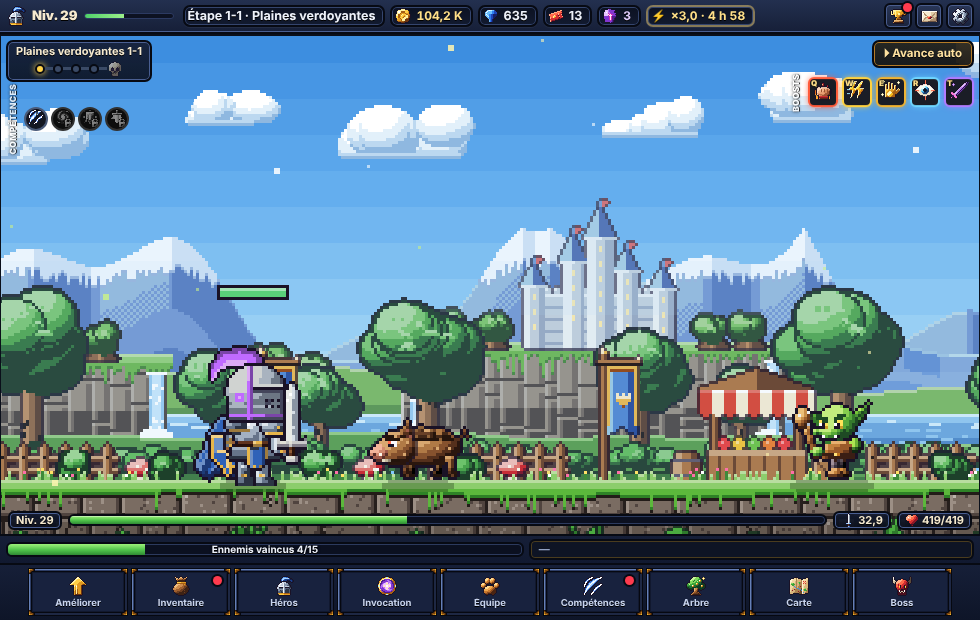 Niv. 29
Étape 1-1 · Plaines verdoyantes
104,2 K
635
13
3
×3,0 · 4 h 58
Plaines verdoyantes 1-1
Avance auto
COMPÉTENCES
BOOSTS
Q
W
E
R
T
Niv. 29
32,9
419/419
Ennemis vaincus 4/15
—
Améliorer
Inventaire
Héros
Invocation
Equipe
Compétences
Arbre
Carte
Boss